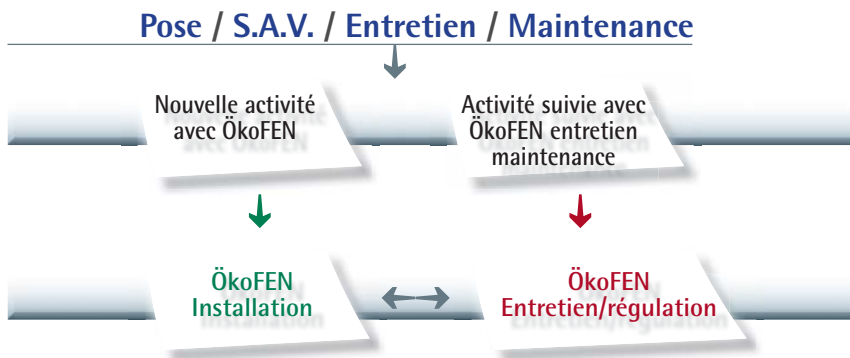 Pose / S.A.V. / Entretien / Maintenance
Nouvelle activité
avec ÖkoFEN
Activité suivie avec
ÖkoFEN entretien
maintenance
ÖkoFEN
Installation
ÖkoFEN
Entretien/régulation